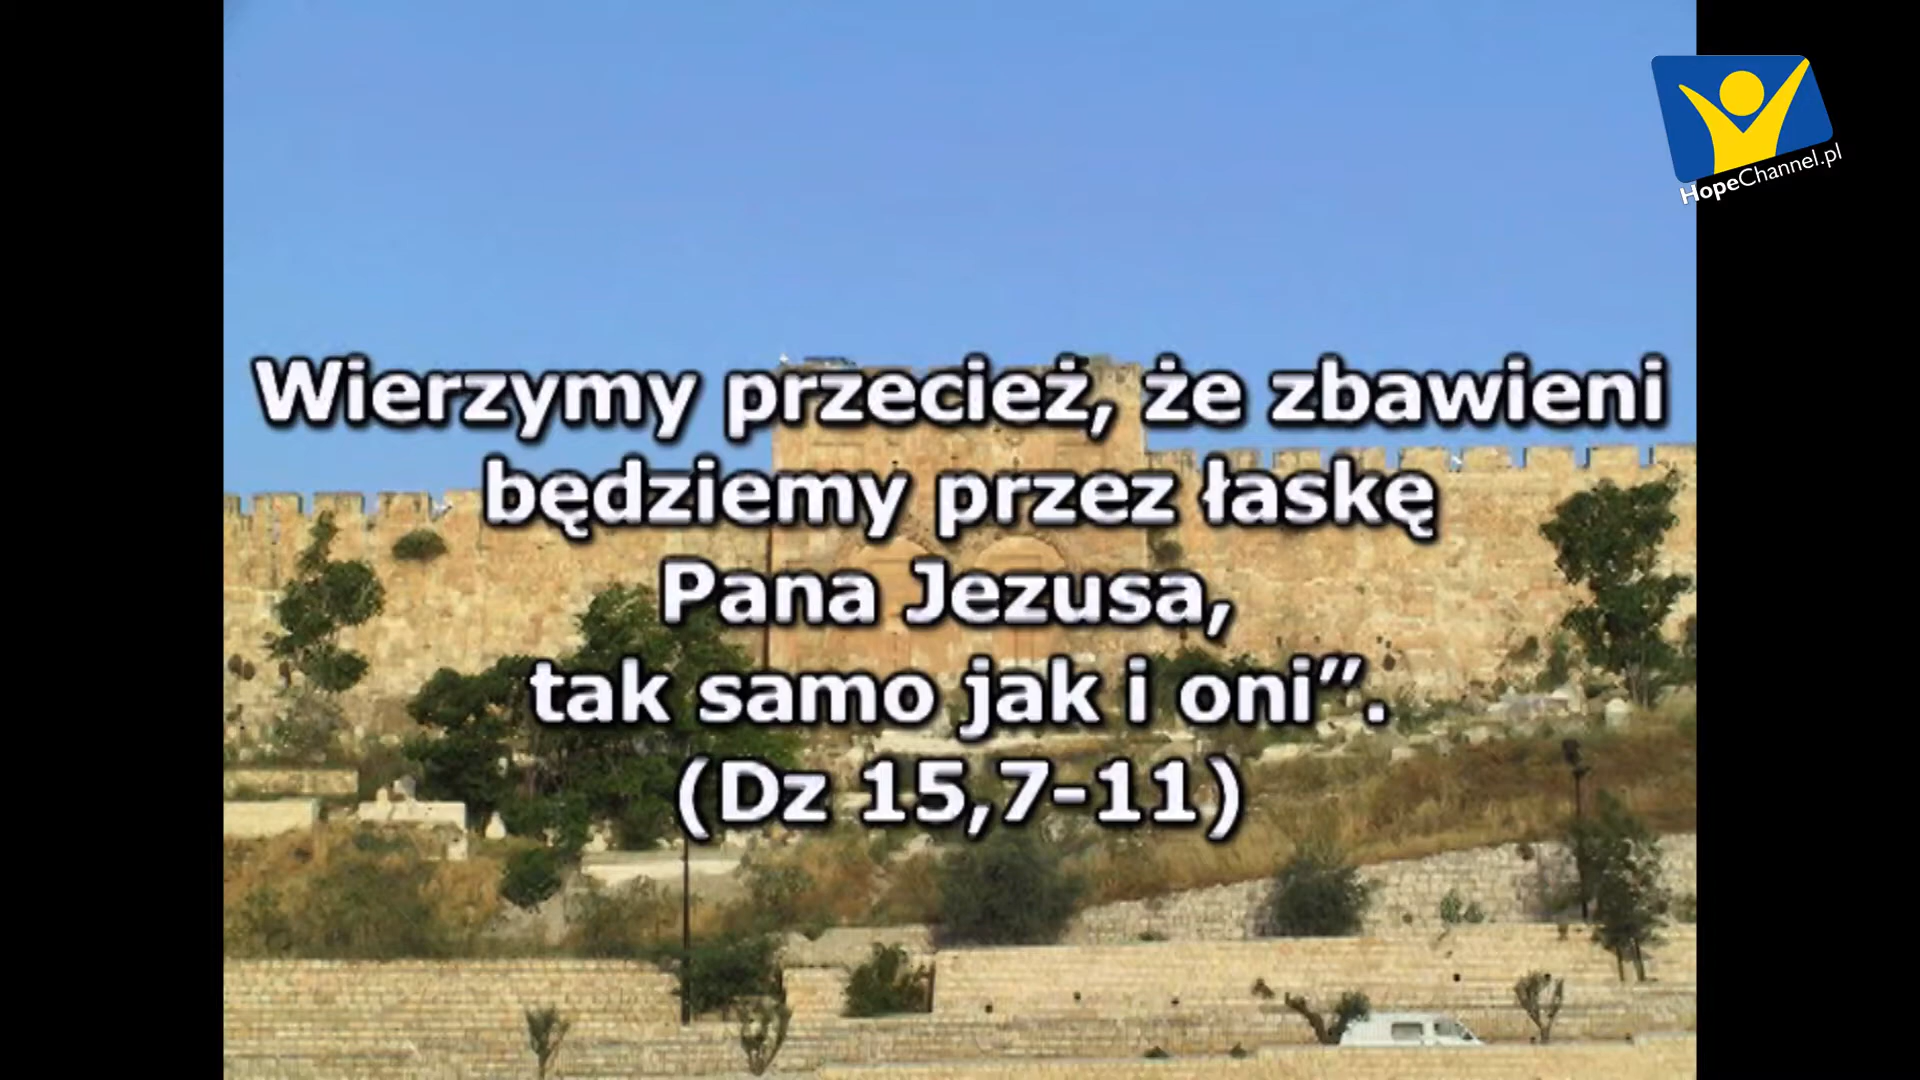 HopeChannel.pl
Wierzymy przecież, że zbawieni
będziemy przez łaskę
Pana Jezusa,
tak samo jak i oni”.
(Dz 15,7-11)